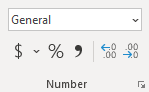 General
$ % , ←0 .00 .00 →0
Number